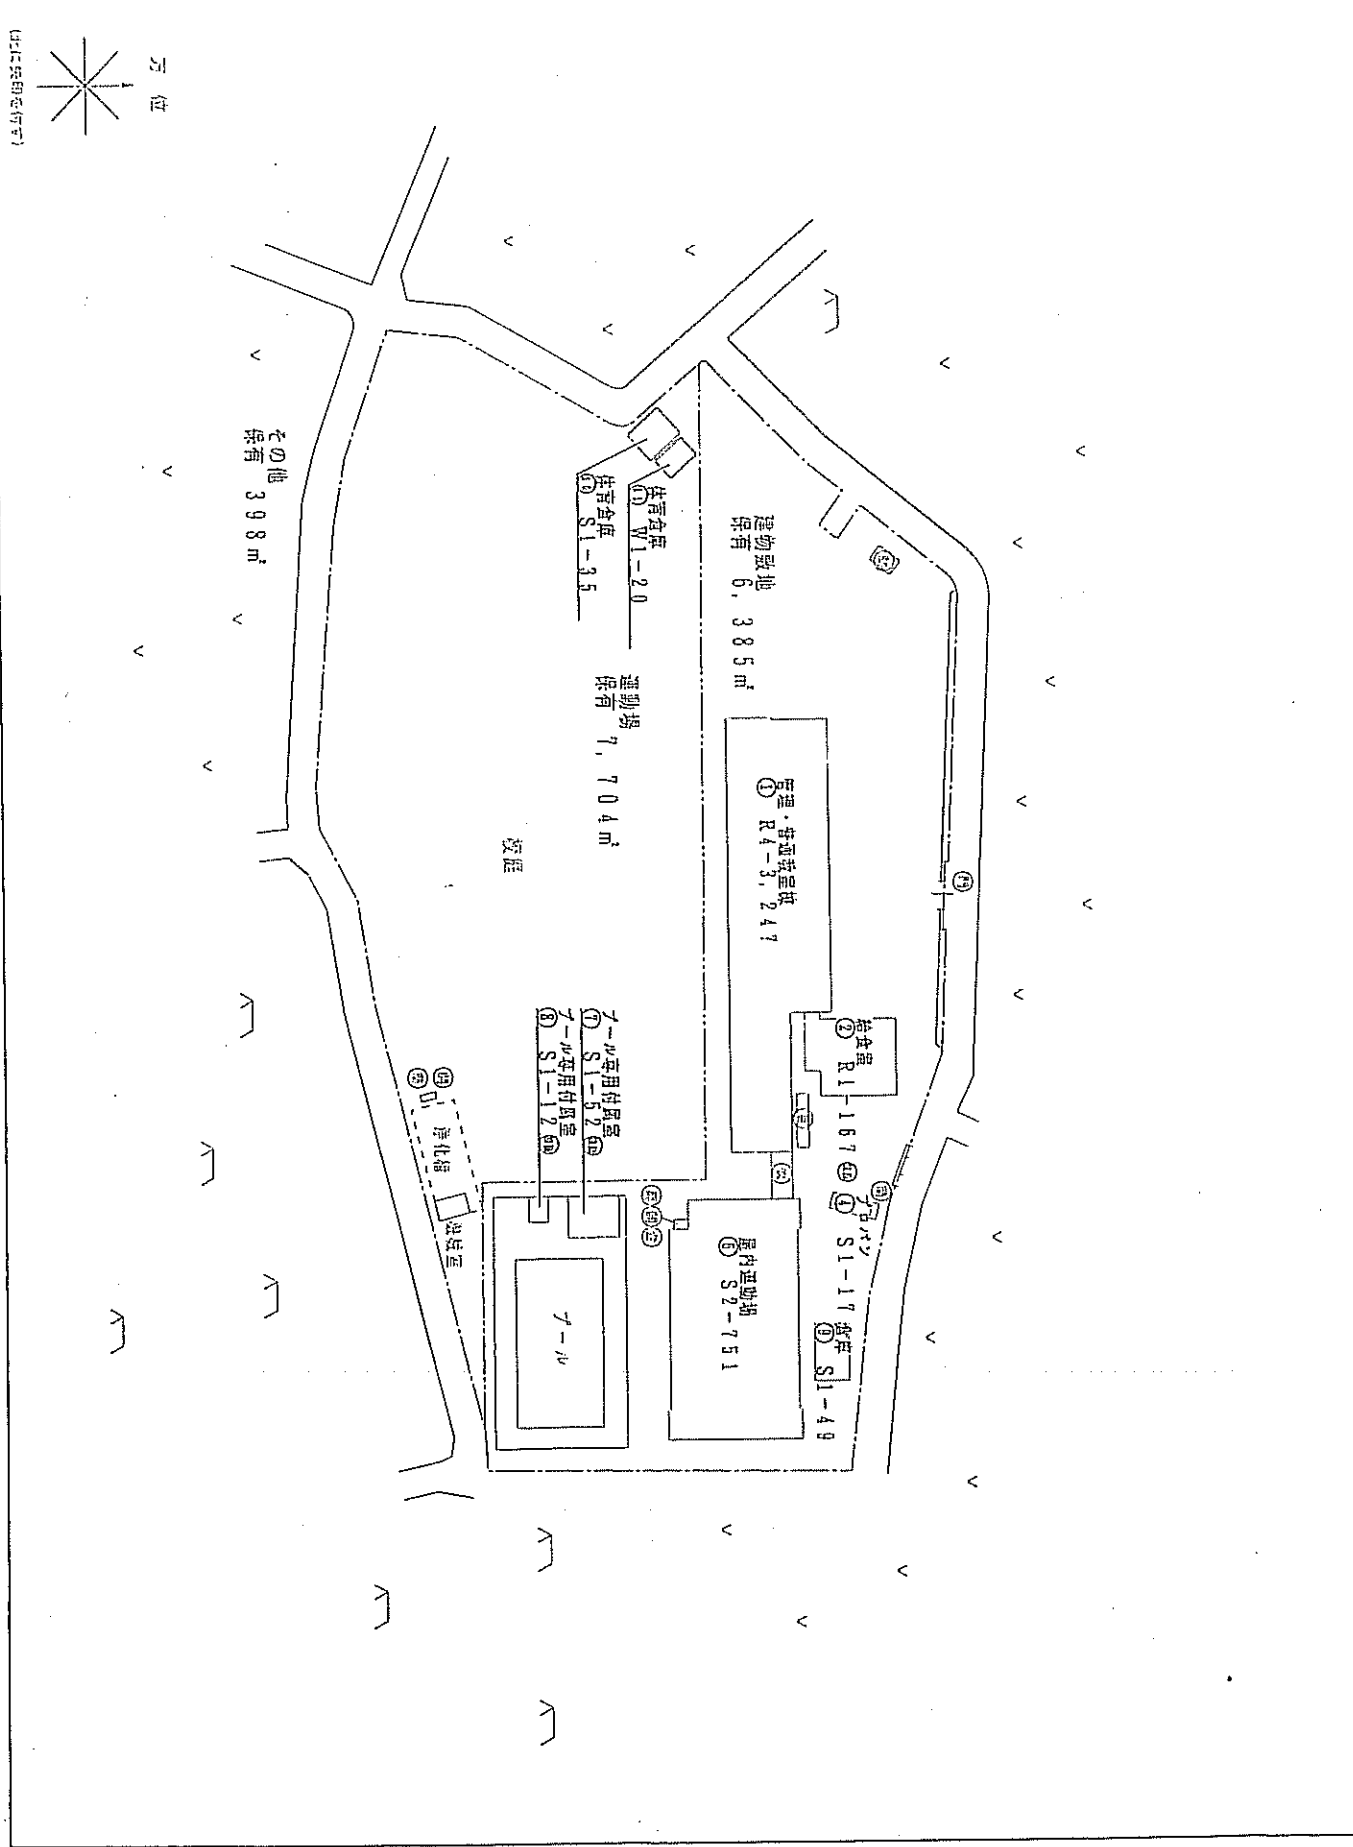 方位
建物敷地
保有 6,385㎡
体育倉庫
⑪ W1-20
体育倉庫
⑩ S1-35
運動場
保有 7,704㎡
その他
保有 398㎡
校庭
管理・普通教室棟
① R4-3,247
門
給食室
② R1-167
プロパン
④ S1-17
倉庫
⑨ S1-49
屋内運動場
⑥ S2-751
プール専用付属室
⑦ S1-52
プール専用付属室
⑧ S1-12
浄化槽
プール